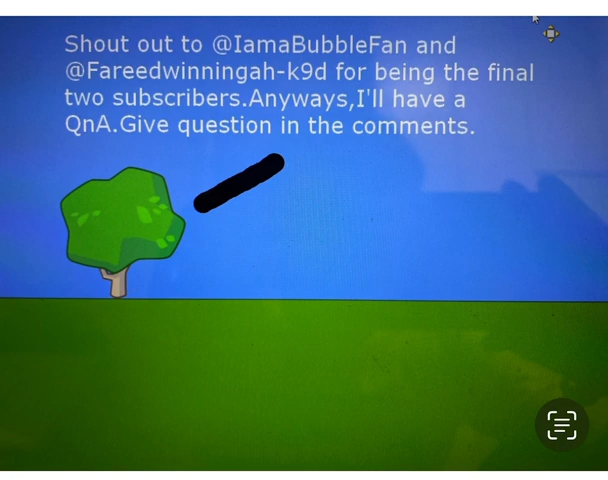 Shout out to @IamaBubbleFan and
@Fareedwinningah-k9d for being the final
two subscribers.Anyways,I'll have a
QnA.Give question in the comments.